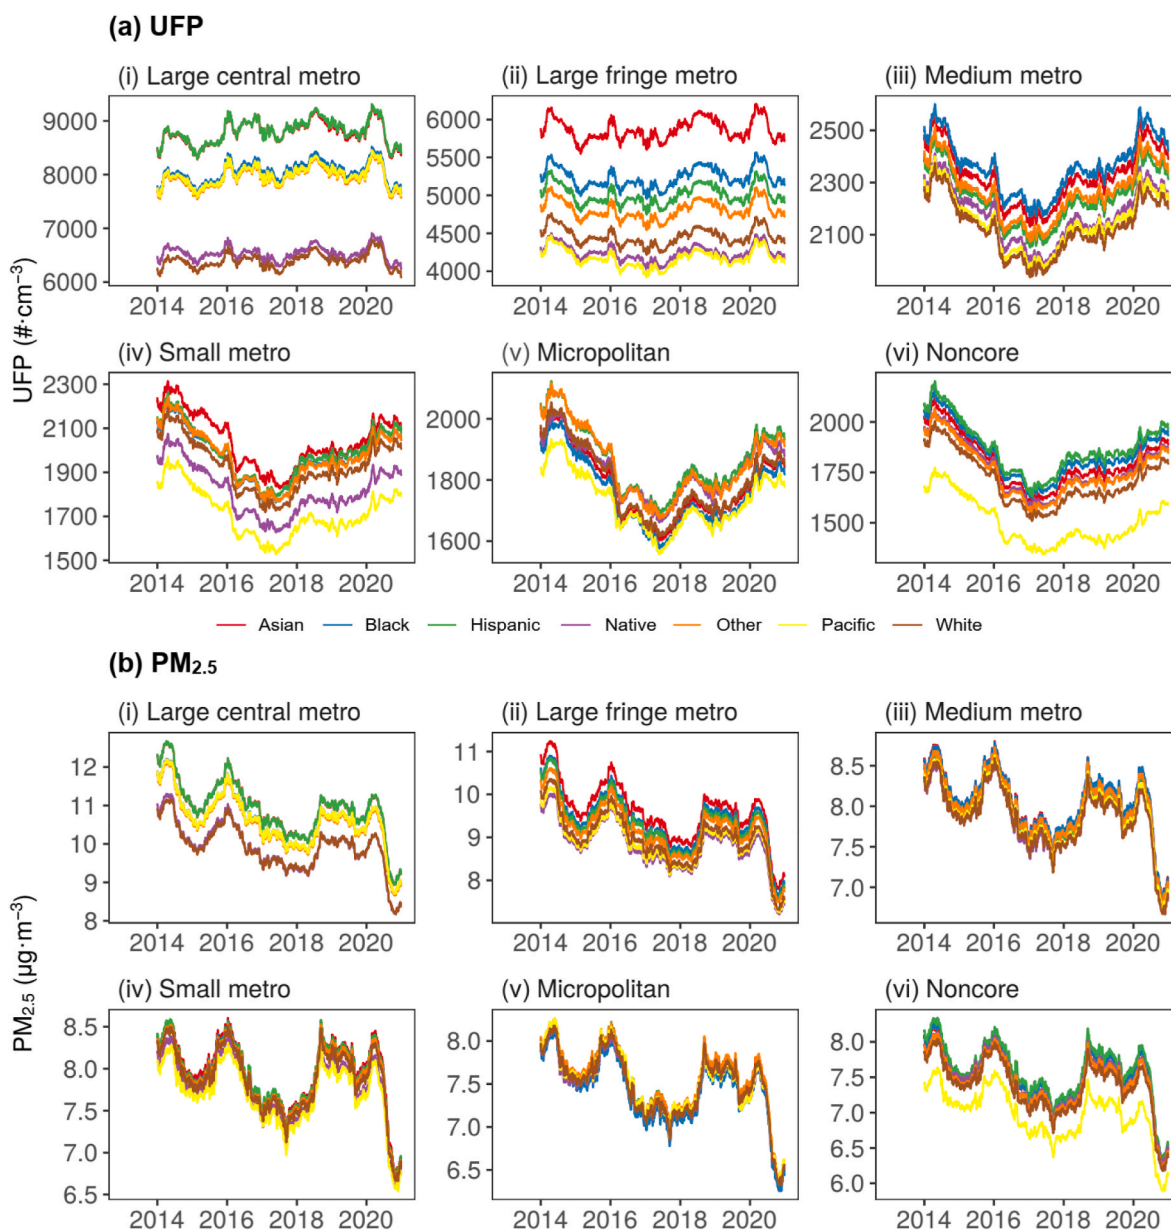 (a) UFP
(i) Large central metro
(ii) Large fringe metro
(iii) Medium metro
9000
8000
7000
6000
6000
5500
5000
4500
4000
2500
2300
2100
2014 2016 2018 2020
2014 2016 2018 2020
2014 2016 2018 2020
UFP (#·cm⁻³)
(iv) Small metro
(v) Micropolitan
(vi) Noncore
2300
2100
1900
1700
1500
2000
1800
1600
2000
1750
1500
2014 2016 2018 2020
2014 2016 2018 2020
2014 2016 2018 2020
Asian Black Hispanic Native Other Pacific White
(b) PM₂.₅
(i) Large central metro
(ii) Large fringe metro
(iii) Medium metro
12
11
10
9
8
11
10
9
8
8.5
8.0
7.5
7.0
2014 2016 2018 2020
2014 2016 2018 2020
2014 2016 2018 2020
PM₂.₅ (μg·m⁻³)
(iv) Small metro
(v) Micropolitan
(vi) Noncore
8.5
8.0
7.5
7.0
6.5
8.0
7.5
7.0
6.5
8.0
7.5
7.0
6.5
6.0
2014 2016 2018 2020
2014 2016 2018 2020
2014 2016 2018 2020